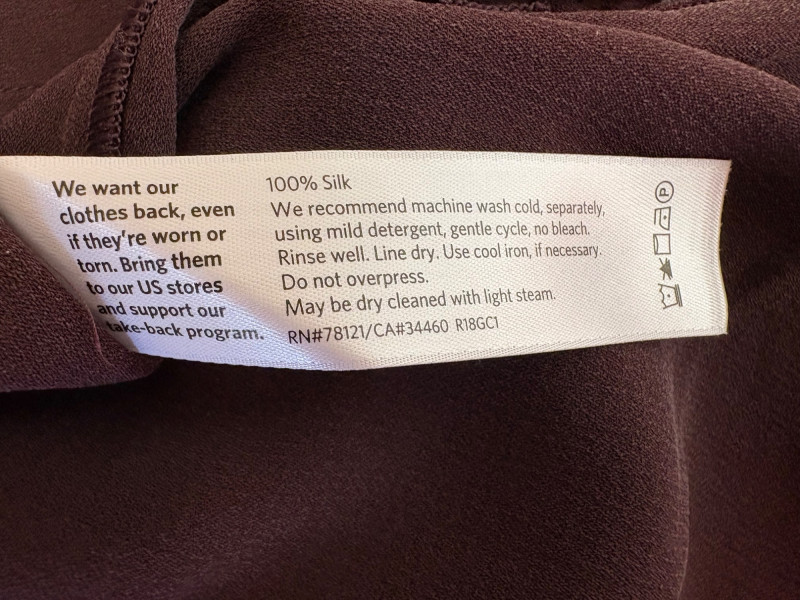 We want our
clothes back, even
if they're worn or
torn. Bring them
to our US stores
and support our
take-back program.
100% Silk
We recommend machine wash cold, separately,
using mild detergent, gentle cycle, no bleach.
Rinse well. Line dry. Use cool iron, if necessary.
Do not overpress.
May be dry cleaned with light steam.
RN#78121/CA#34460 R18GC1
P